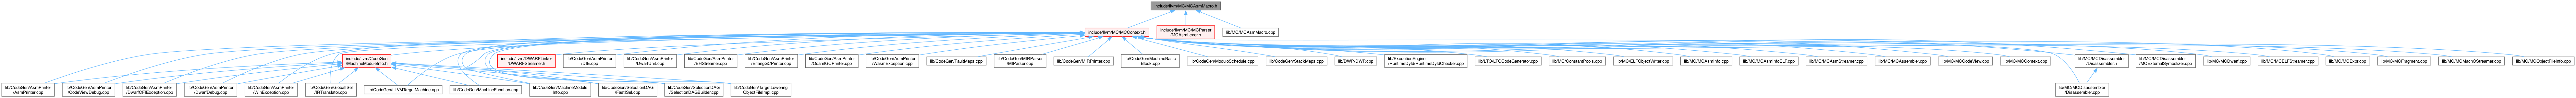 include/llvm/MC/MCAsmMacro.h
include/llvm/MC/MCContext.h
include/llvm/MC/MCParser
/MCAsmLexer.h
lib/MC/MCAsmMacro.cpp
include/llvm/CodeGen
/MachineModuleInfo.h
include/llvm/DWARFLinker
/DWARFStreamer.h
lib/CodeGen/AsmPrinter
/DIE.cpp
lib/CodeGen/AsmPrinter
/DwarfUnit.cpp
lib/CodeGen/AsmPrinter
/EHStreamer.cpp
lib/CodeGen/AsmPrinter
/ErlangGCPrinter.cpp
lib/CodeGen/AsmPrinter
/OcamlGCPrinter.cpp
lib/CodeGen/AsmPrinter
/WasmException.cpp
lib/CodeGen/FaultMaps.cpp
lib/CodeGen/MIRParser
/MIParser.cpp
lib/CodeGen/MIRPrinter.cpp
lib/CodeGen/MachineBasic
Block.cpp
lib/CodeGen/ModuloSchedule.cpp
lib/CodeGen/StackMaps.cpp
lib/DWP/DWP.cpp
lib/ExecutionEngine
/RuntimeDyld/RuntimeDyldChecker.cpp
lib/LTO/LTOCodeGenerator.cpp
lib/MC/ConstantPools.cpp
lib/MC/ELFObjectWriter.cpp
lib/MC/MCAsmInfo.cpp
lib/MC/MCAsmInfoELF.cpp
lib/MC/MCAsmStreamer.cpp
lib/MC/MCAssembler.cpp
lib/MC/MCCodeView.cpp
lib/MC/MCContext.cpp
lib/MC/MCDisassembler
/Disassembler.h
lib/MC/MCDisassembler
/MCExternalSymbolizer.cpp
lib/MC/MCDwarf.cpp
lib/MC/MCELFStreamer.cpp
lib/MC/MCExpr.cpp
lib/MC/MCFragment.cpp
lib/MC/MCMachOStreamer.cpp
lib/MC/MCObjectFileInfo.cpp
lib/CodeGen/AsmPrinter
/AsmPrinter.cpp
lib/CodeGen/AsmPrinter
/CodeViewDebug.cpp
lib/CodeGen/AsmPrinter
/DwarfCFIException.cpp
lib/CodeGen/AsmPrinter
/DwarfDebug.cpp
lib/CodeGen/AsmPrinter
/WinException.cpp
lib/CodeGen/GlobalISel
/IRTranslator.cpp
lib/CodeGen/LLVMTargetMachine.cpp
lib/CodeGen/MachineFunction.cpp
lib/CodeGen/MachineModule
Info.cpp
lib/CodeGen/SelectionDAG
/FastISel.cpp
lib/CodeGen/SelectionDAG
/SelectionDAGBuilder.cpp
lib/CodeGen/TargetLowering
ObjectFileImpl.cpp
lib/MC/MCDisassembler
/Disassembler.cpp